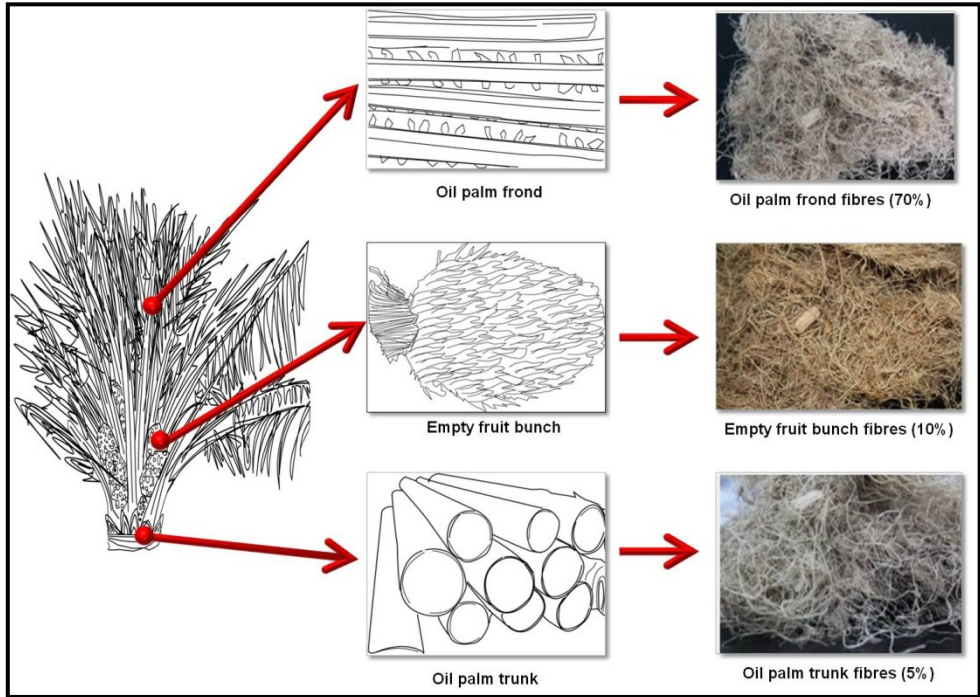 Oil palm frond
Oil palm frond fibres (70%)
Empty fruit bunch
Empty fruit bunch fibres (10%)
Oil palm trunk
Oil palm trunk fibres (5%)